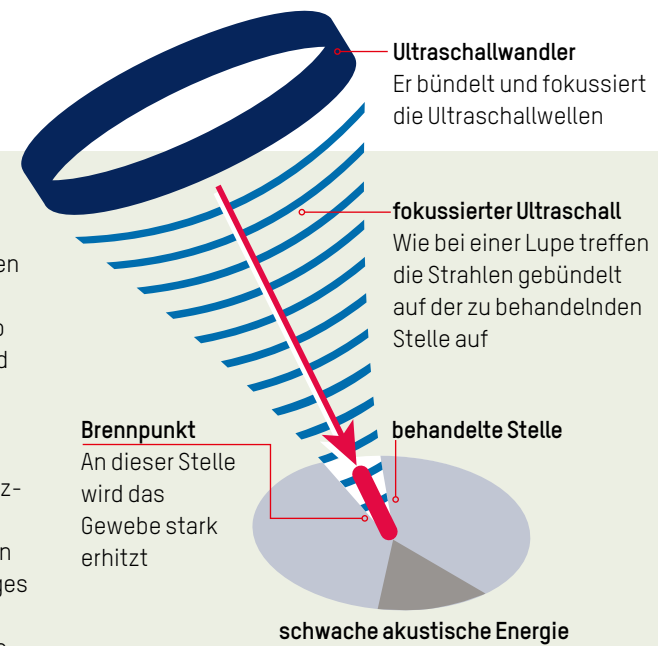 Ultraschallwandler
Er bündelt und fokussiert
die Ultraschallwellen
fokussierter Ultraschall
Wie bei einer Lupe treffen
die Strahlen gebündelt
auf der zu behandelnden
Stelle auf
Brennpunkt
An dieser Stelle
wird das
Gewebe stark
erhitzt
behandelte Stelle
schwache akustische Energie